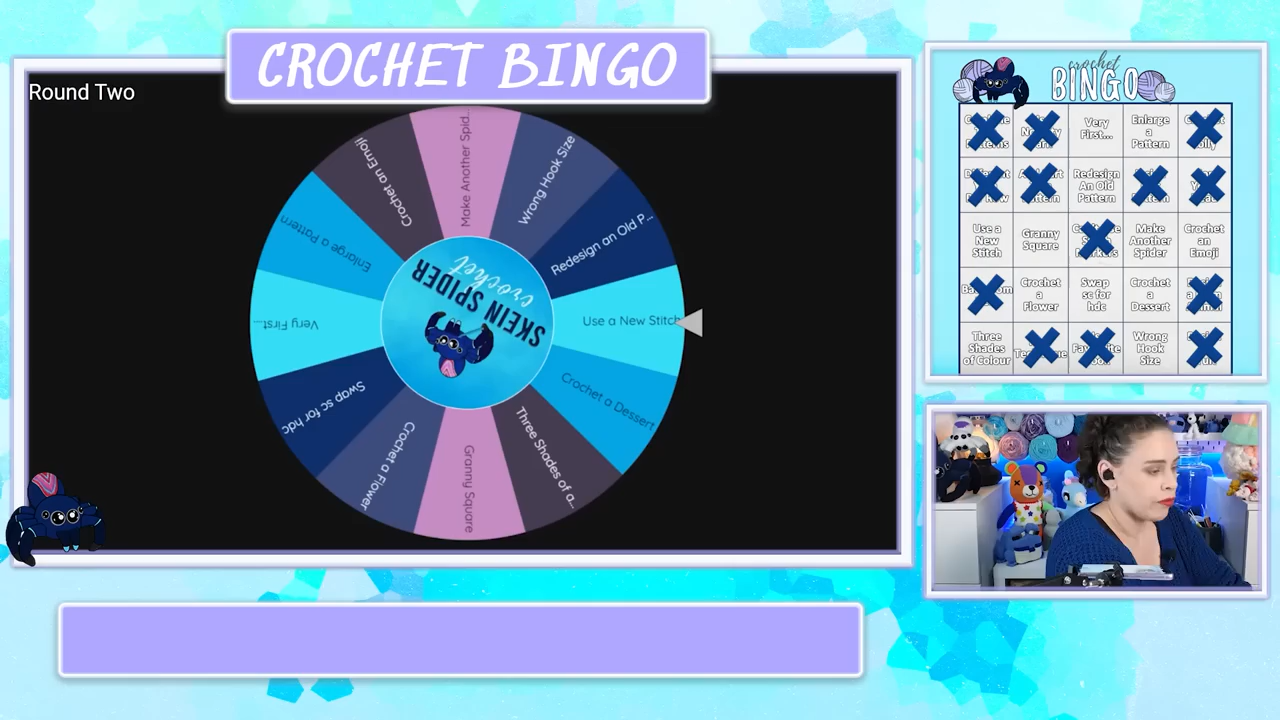 CROCHET BINGO
Round Two
Make Another Spid...
Wrong Hook Size
Redesign an Old P...
Use a New Stitch
Crochet a Dessert
Three Shades of a...
Granny Square
Crochet a Flower
Swap sc for hdc
Very First...
Enlarge a Pattern
Crochet an Emoji
SKEIN SPIDER
crochet
crochet
BINGO
Very
First...
Enlarge
a
Pattern
Redesign
An Old
Pattern
Use a
New
Stitch
Granny
Square
Make
Another
Spider
Crochet
an
Emoji
Crochet
a
Flower
Swap
sc for
hdc
Crochet
a
Dessert
Three
Shades
of Colour
Wrong
Hook
Size